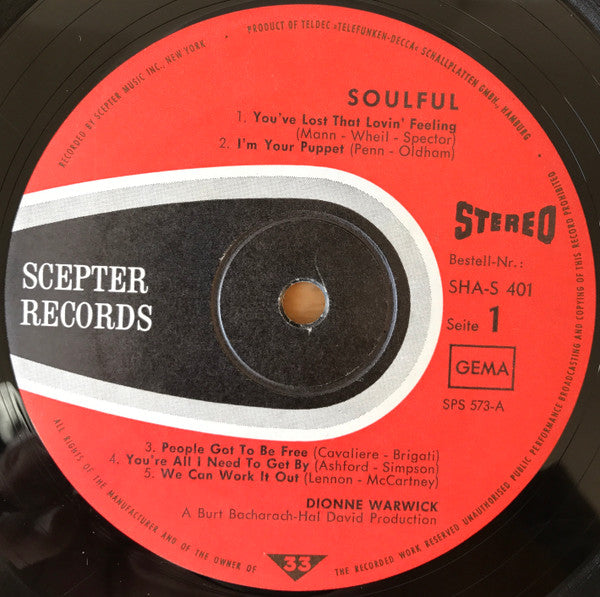 RECORDED BY SCEPTER MUSIC INC. NEW YORK
PRODUCT OF TELDEC »TELEFUNKEN-DECCA« SCHALLPLATTEN GMBH., HAMBURG
SOULFUL
1. You've Lost That Lovin' Feeling
(Mann - Wheil - Spector)
2. I'm Your Puppet (Penn - Oldham)
STEREO
Bestell-Nr.:
SHA-S 401
Seite 1
GEMA
SPS 573-A
SCEPTER
RECORDS
3. People Got To Be Free (Cavaliere - Brigati)
4. You're All I Need To Get By (Ashford - Simpson)
5. We Can Work It Out (Lennon - McCartney)
DIONNE WARWICK
A Burt Bacharach-Hal David Production
33
ALL RIGHTS OF THE MANUFACTURER AND OF THE OWNER OF THE RECORDED WORK RESERVED UNAUTHORISED PUBLIC PERFORMANCE BROADCASTING AND COPYING OF THIS RECORD PROHIBITED